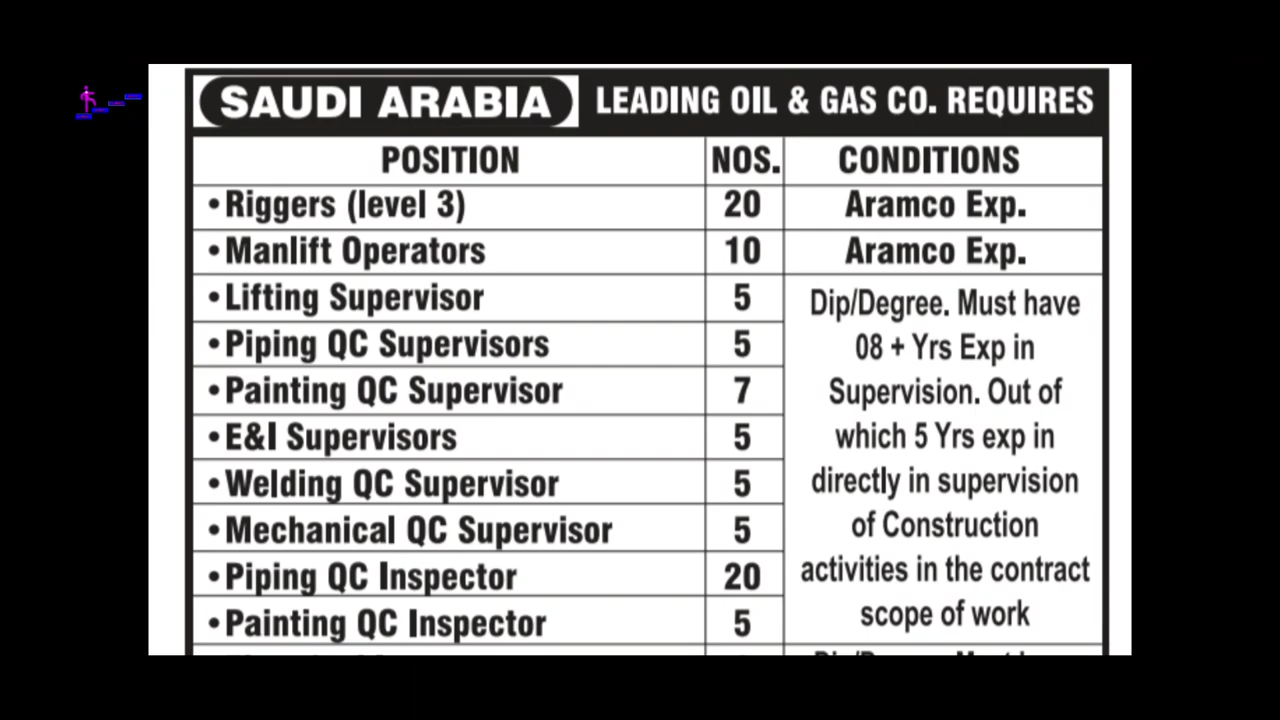 SAUDI ARABIA LEADING OIL & GAS CO. REQUIRES
POSITION NOS. CONDITIONS
• Riggers (level 3) 20 Aramco Exp.
• Manlift Operators 10 Aramco Exp.
• Lifting Supervisor 5 Dip/Degree. Must have
• Piping QC Supervisors 5 08 + Yrs Exp in
• Painting QC Supervisor 7 Supervision. Out of
• E&I Supervisors 5 which 5 Yrs exp in
• Welding QC Supervisor 5 directly in supervision
• Mechanical QC Supervisor 5 of Construction
• Piping QC Inspector 20 activities in the contract
• Painting QC Inspector 5 scope of work